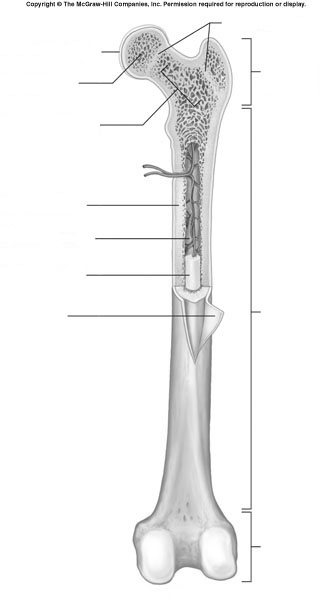 Copyright © The McGraw-Hill Companies, Inc. Permission required for reproduction or display.